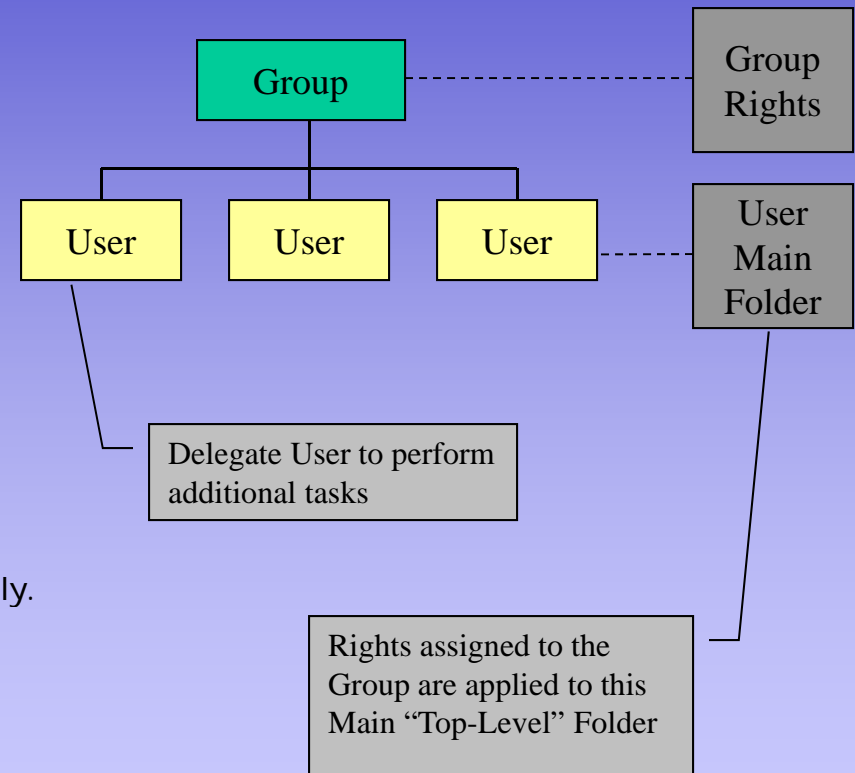 Group
Group
Rights
User
User
User
User
Main
Folder
Delegate User to perform
additional tasks
ly.
Rights assigned to the
Group are applied to this
Main “Top-Level” Folder